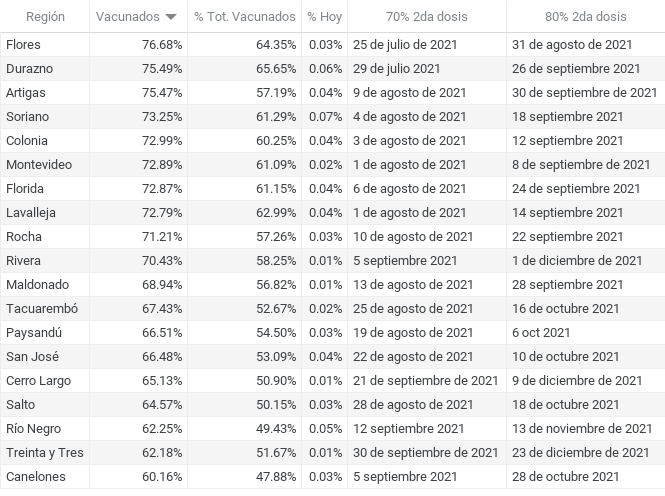 Región Vacunados % Tot. Vacunados % Hoy 70% 2da dosis 80% 2da dosis
Flores 76.68% 64.35% 0.03% 25 de julio de 2021 31 de agosto de 2021
Durazno 75.49% 65.65% 0.06% 29 de julio 2021 26 de septiembre de 2021
Artigas 75.47% 57.19% 0.04% 9 de agosto de 2021 30 de septiembre de 2021
Soriano 73.25% 61.29% 0.07% 4 de agosto de 2021 18 septiembre 2021
Colonia 72.99% 60.25% 0.04% 3 de agosto de 2021 12 septiembre 2021
Montevideo 72.89% 61.09% 0.02% 1 de agosto de 2021 8 de septiembre de 2021
Florida 72.87% 61.15% 0.04% 6 de agosto de 2021 24 de septiembre de 2021
Lavalleja 72.79% 62.99% 0.04% 1 de agosto de 2021 14 septiembre 2021
Rocha 71.21% 57.26% 0.03% 10 de agosto de 2021 22 septiembre 2021
Rivera 70.43% 58.25% 0.01% 5 septiembre 2021 1 de diciembre de 2021
Maldonado 68.94% 56.82% 0.01% 13 de agosto de 2021 28 septiembre 2021
Tacuarembó 67.43% 52.67% 0.02% 25 de agosto de 2021 16 de octubre 2021
Paysandú 66.51% 54.50% 0.03% 19 de agosto de 2021 6 oct 2021
San José 66.48% 53.09% 0.04% 22 de agosto de 2021 10 de octubre 2021
Cerro Largo 65.13% 50.90% 0.01% 21 de septiembre de 2021 9 de diciembre de 2021
Salto 64.57% 50.15% 0.03% 28 de agosto de 2021 18 de octubre 2021
Río Negro 62.25% 49.43% 0.05% 12 septiembre 2021 13 de noviembre de 2021
Treinta y Tres 62.18% 51.67% 0.01% 30 de septiembre de 2021 23 de diciembre de 2021
Canelones 60.16% 47.88% 0.03% 5 septiembre 2021 28 de octubre 2021